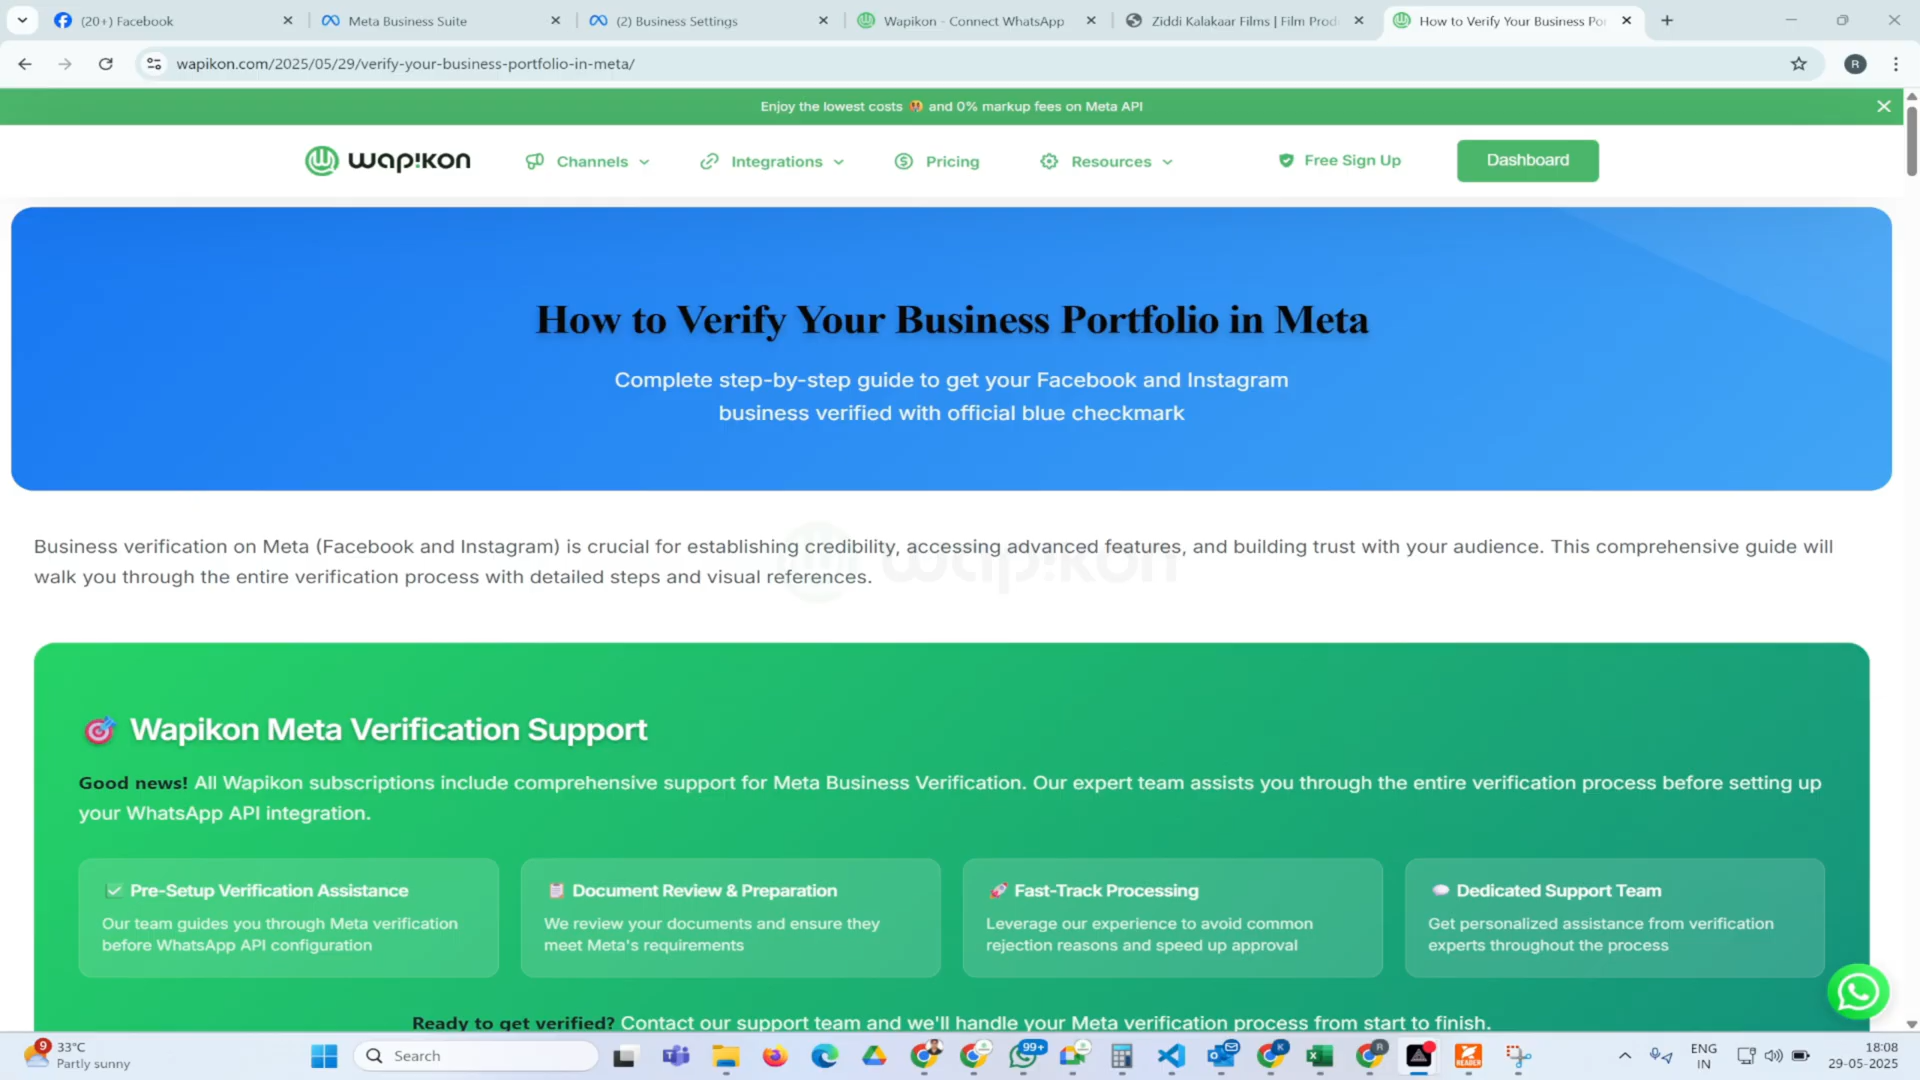 (20+) Facebook
Meta Business Suite
(2) Business Settings
Wapikon - Connect WhatsApp
Ziddi Kalakaar Films | Film Prod
How to Verify Your Business Por
wapikon.com/2025/05/29/verify-your-business-portfolio-in-meta/
R
Enjoy the lowest costs and 0% markup fees on Meta API
wap!kon
Channels
Integrations
Pricing
Resources
Free Sign Up
Dashboard
How to Verify Your Business Portfolio in Meta
Complete step-by-step guide to get your Facebook and Instagram
business verified with official blue checkmark
Business verification on Meta (Facebook and Instagram) is crucial for establishing credibility, accessing advanced features, and building trust with your audience. This comprehensive guide will
walk you through the entire verification process with detailed steps and visual references.
wap!kon
Wapikon Meta Verification Support
Good news! All Wapikon subscriptions include comprehensive support for Meta Business Verification. Our expert team assists you through the entire verification process before setting up
your WhatsApp API integration.
Pre-Setup Verification Assistance
Our team guides you through Meta verification
before WhatsApp API configuration
Document Review & Preparation
We review your documents and ensure they
meet Meta's requirements
Fast-Track Processing
Leverage our experience to avoid common
rejection reasons and speed up approval
Dedicated Support Team
Get personalized assistance from verification
experts throughout the process
Ready to get verified? Contact our support team and we'll handle your Meta verification process from start to finish.
9
33°C
Partly sunny
Search
99+
K
R
READER
ENG
IN
18:08
29-05-2025